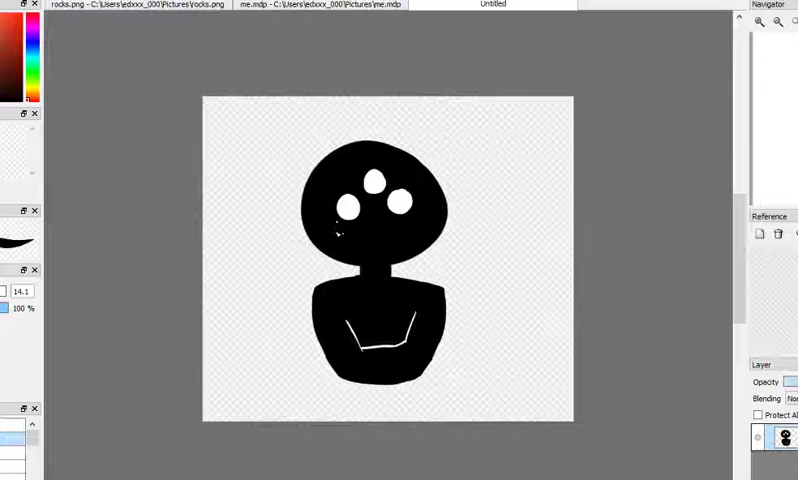 rocks.png - C:\Users\edxxx_000\Pictures\rocks.png
me.mdp - C:\Users\edxxx_000\Pictures\me.mdp
Untitled
Navigator
Reference
14.1
100 %
Layer
Opacity
Blending
Protect